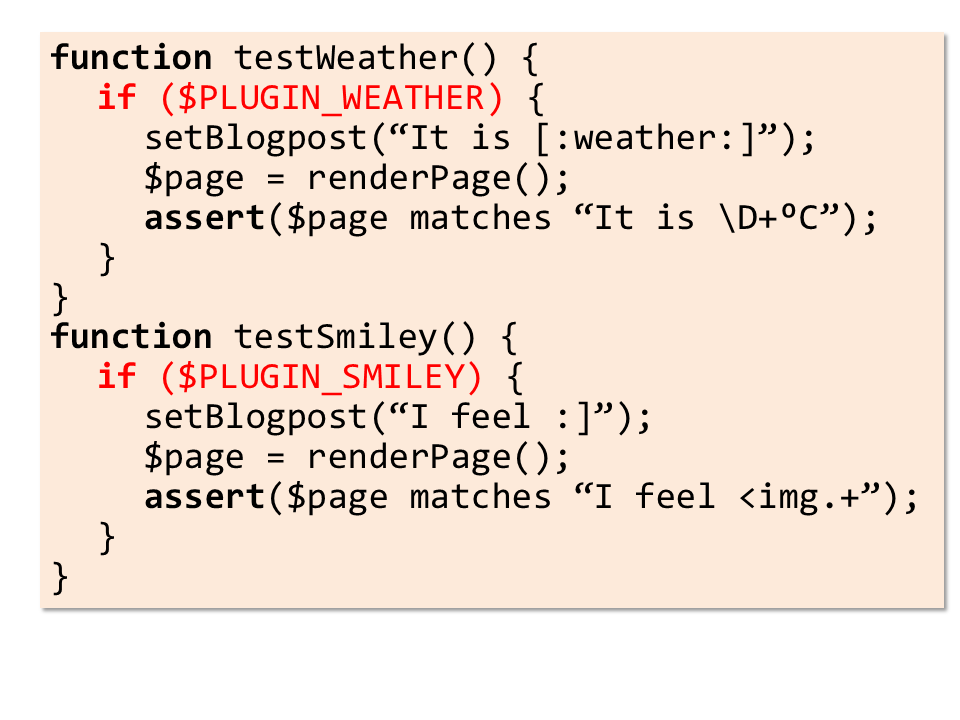 function testWeather() {
if ($PLUGIN_WEATHER) {
setBlogpost(“It is [:weather:]”);
$page = renderPage();
assert($page matches “It is \D+ºC”);
}
}
function testSmiley() {
if ($PLUGIN_SMILEY) {
setBlogpost(“I feel :]”);
$page = renderPage();
assert($page matches “I feel <img.+”);
}
}